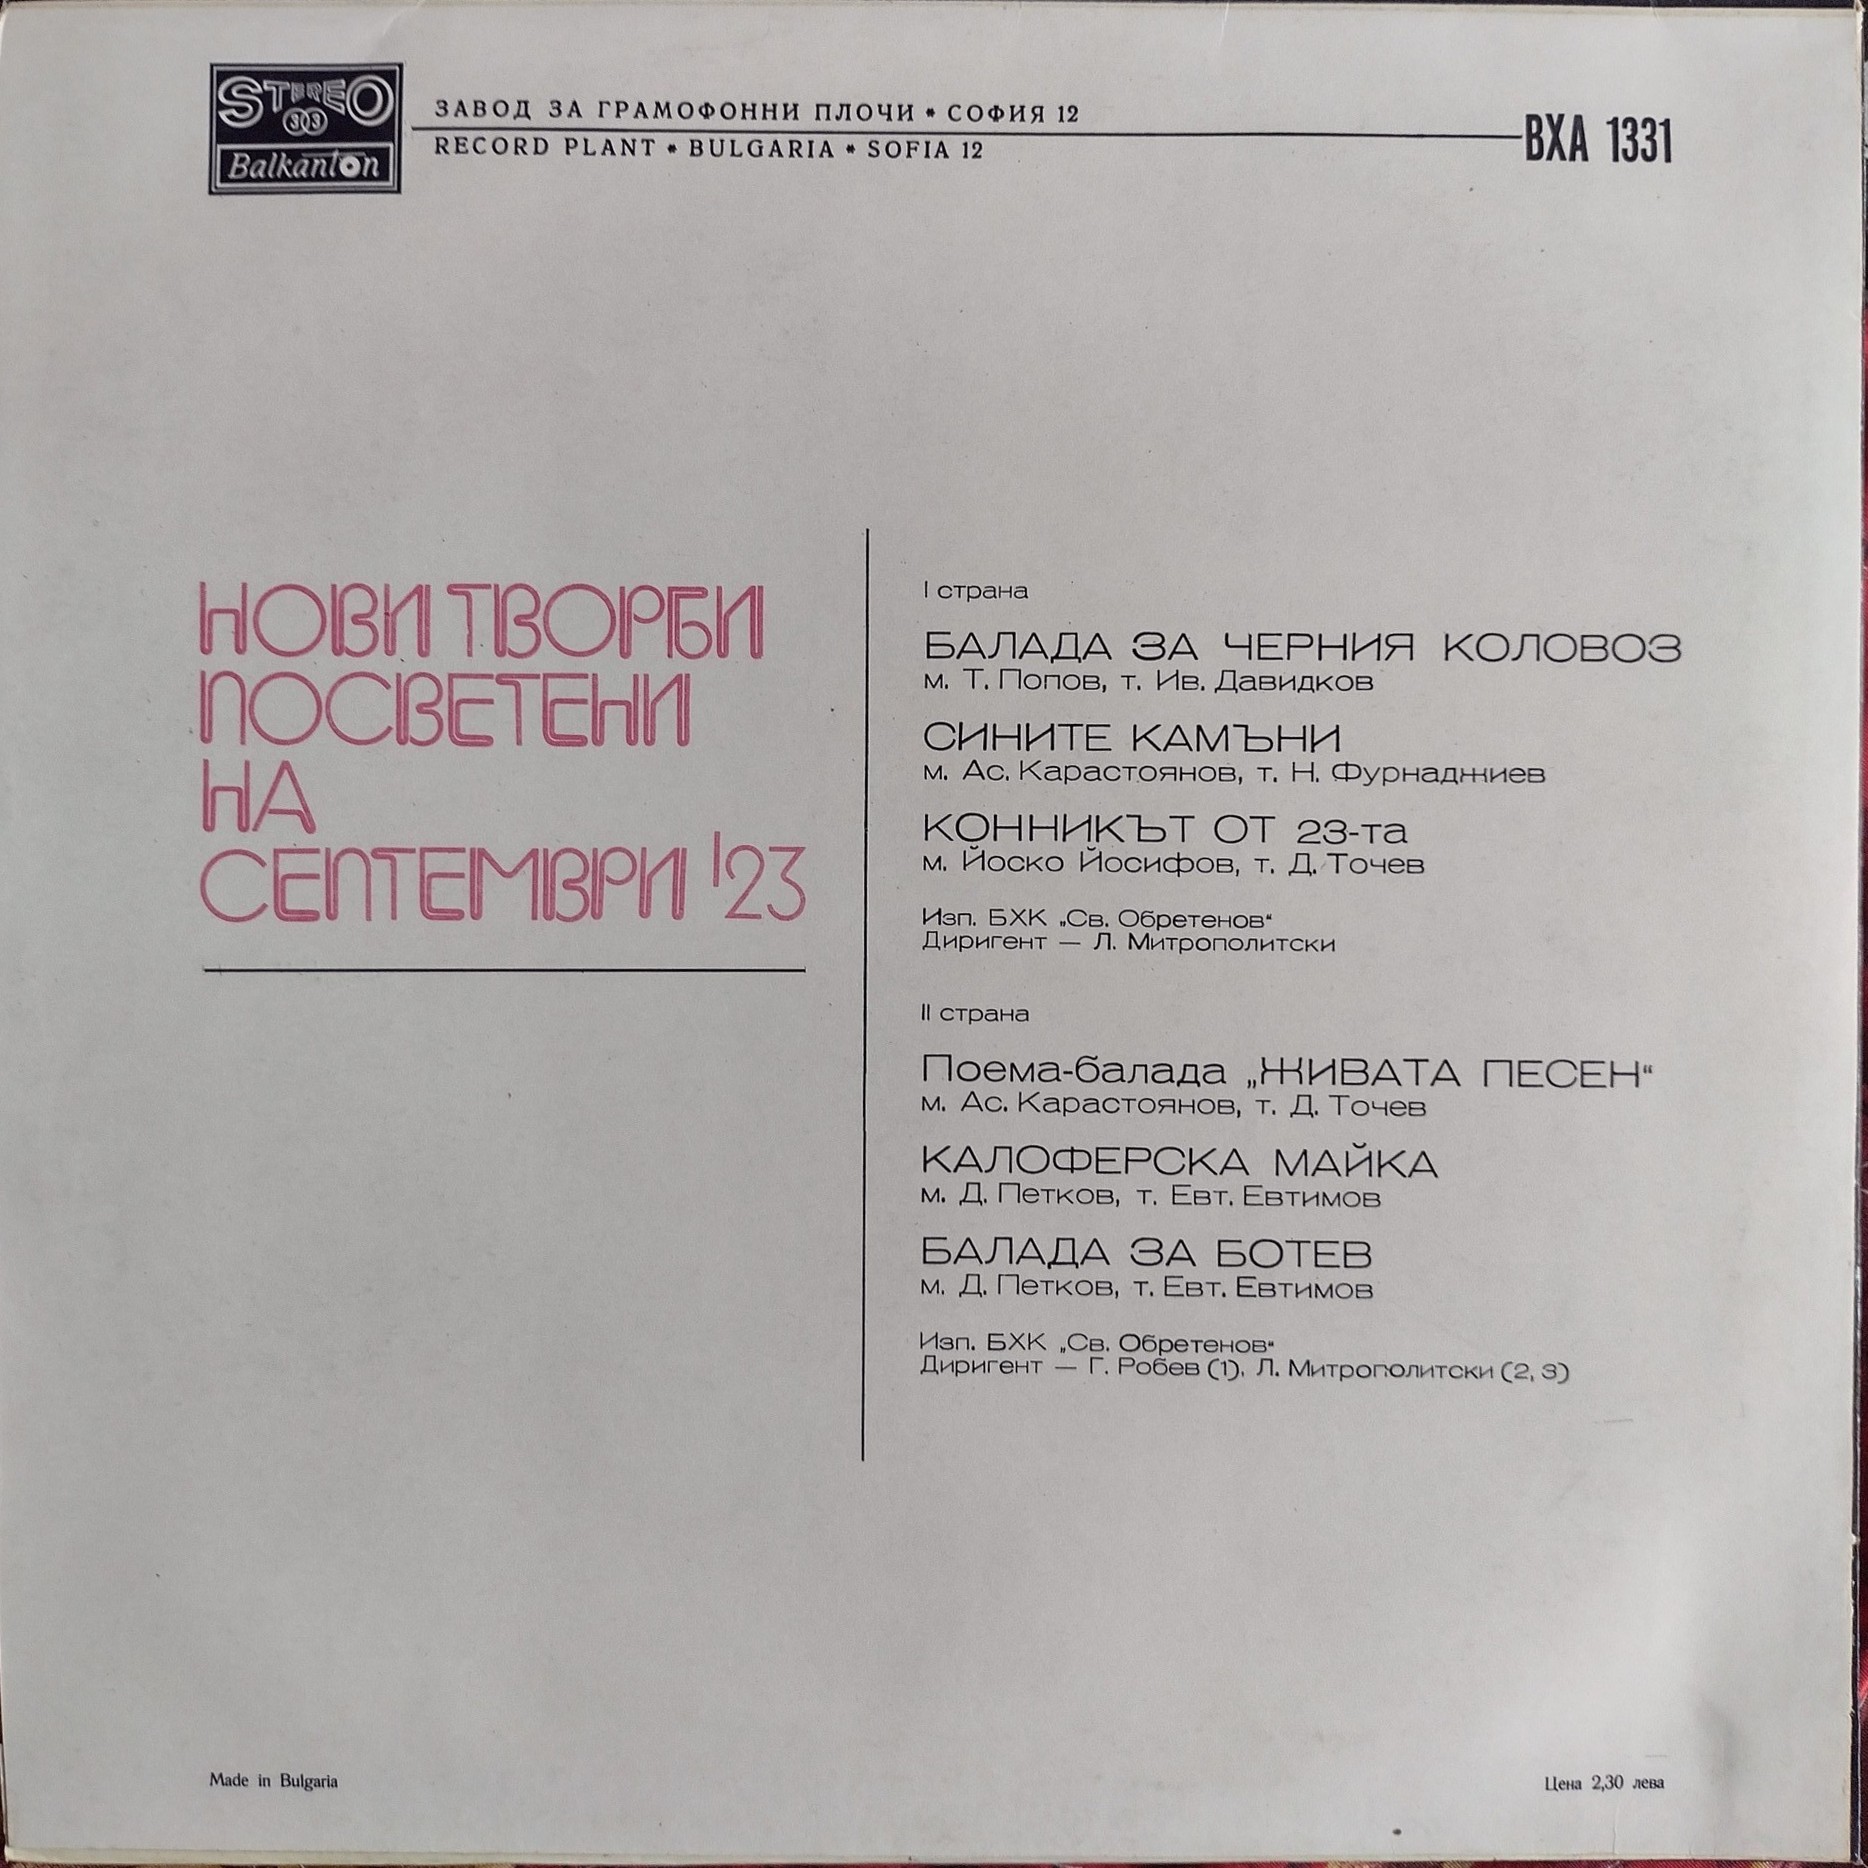 STEREO
33
Balkanton
ЗАВОД ЗА ГРАМОФОННИ ПЛОЧИ * СОФИЯ 12
RECORD PLANT * BULGARIA * SOFIA 12
ВХА 1331
НОВИ ТВОРБИ
ПОСВЕТЕНИ
НА
СЕПТЕМВРИ '23
I страна
БАЛАДА ЗА ЧЕРНИЯ КОЛОВОЗ
м. Т. Попов, т. Ив. Давидков
СИНИТЕ КАМЪНИ
м. Ас. Карастоянов, т. Н. Фурнаджиев
КОННИКЪТ ОТ 23-та
м. Йоско Йосифов, т. Д. Точев
Изп. БХК „Св. Обретенов“
Диригент — Л. Митрополитски
II страна
Поема-балада „ЖИВАТА ПЕСЕН“
м. Ас. Карастоянов, т. Д. Точев
КАЛОФЕРСКА МАЙКА
м. Д. Петков, т. Евт. Евтимов
БАЛАДА ЗА БОТЕВ
м. Д. Петков, т. Евт. Евтимов
Изп. БХК „Св. Обретенов“
Диригент — Г. Робев (1), Л. Митрополитски (2, 3)
Made in Bulgaria
Цена 2,30 лева